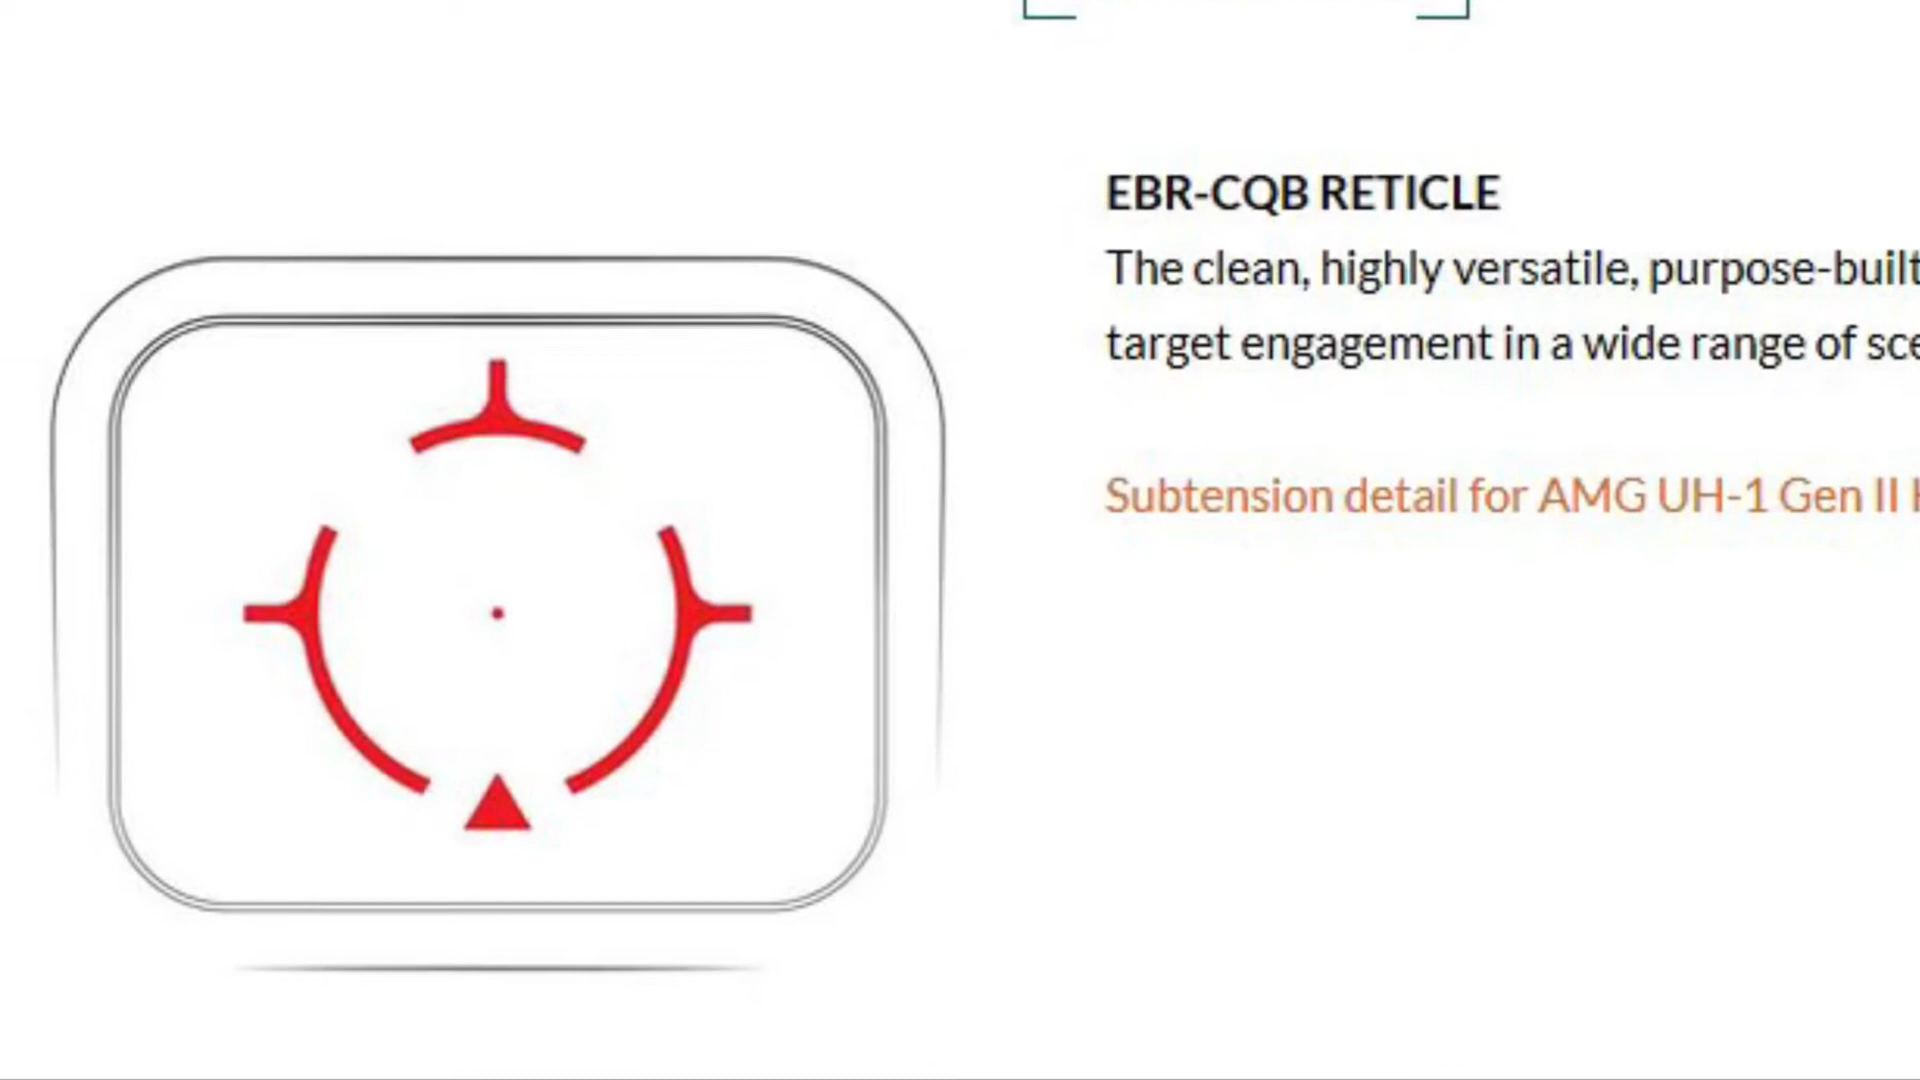 EBR-CQB RETICLE
The clean, highly versatile, purpose-built
target engagement in a wide range of
Subtension detail for AMG UH-1 Gen II